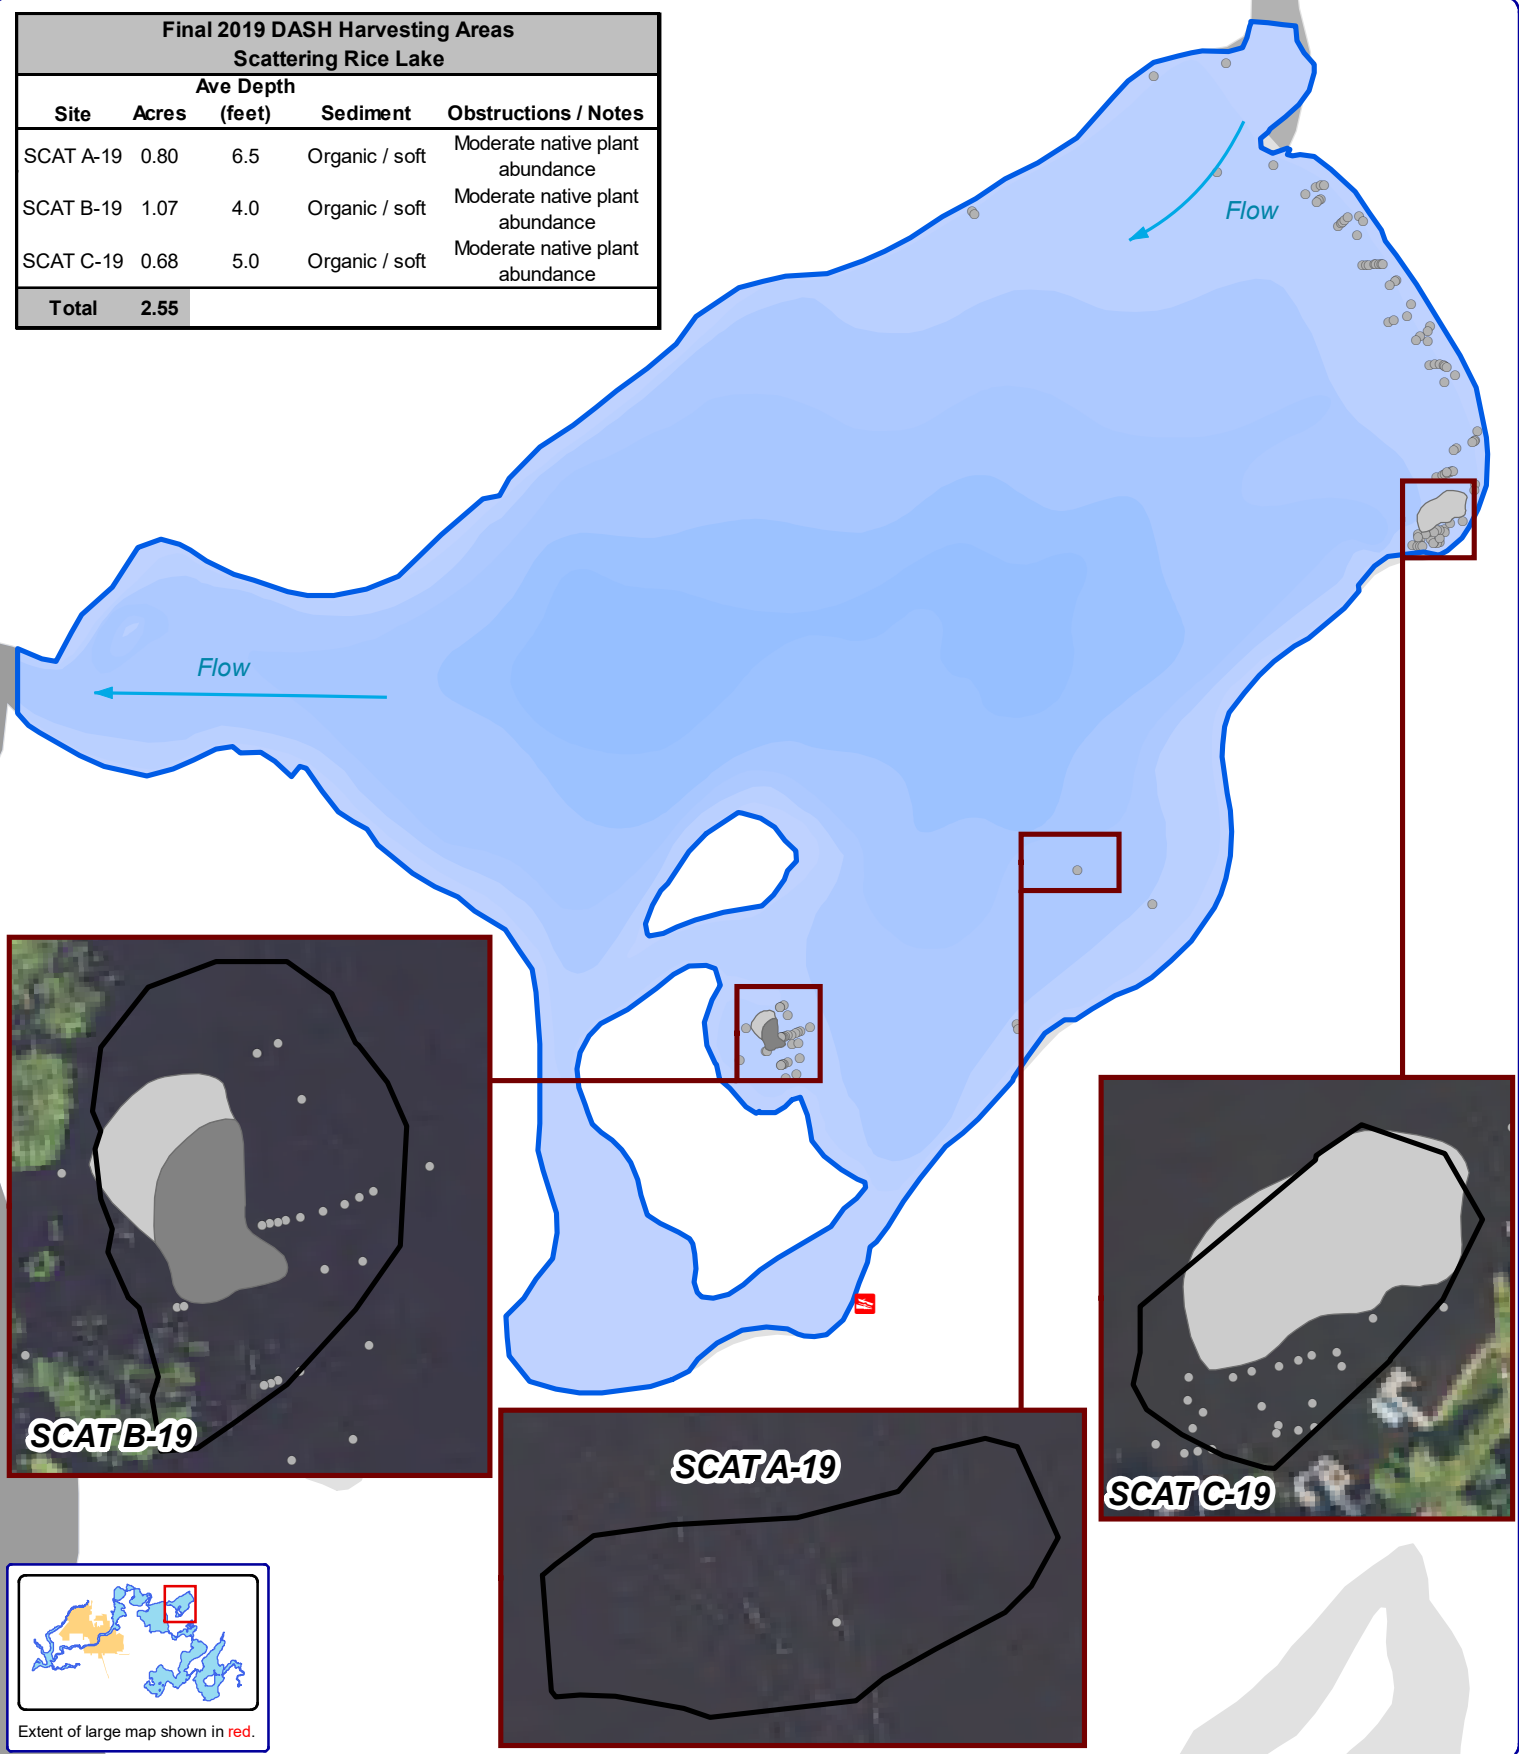 Final 2019 DASH Harvesting Areas
Scattering Rice Lake
Site Acres Ave Depth (feet) Sediment Obstructions / Notes
SCAT A-19 0.80 6.5 Organic / soft Moderate native plant abundance
SCAT B-19 1.07 4.0 Organic / soft Moderate native plant abundance
SCAT C-19 0.68 5.0 Organic / soft Moderate native plant abundance
Total 2.55
Flow
Flow
SCAT B-19
SCAT A-19
SCAT C-19
Extent of large map shown in red.